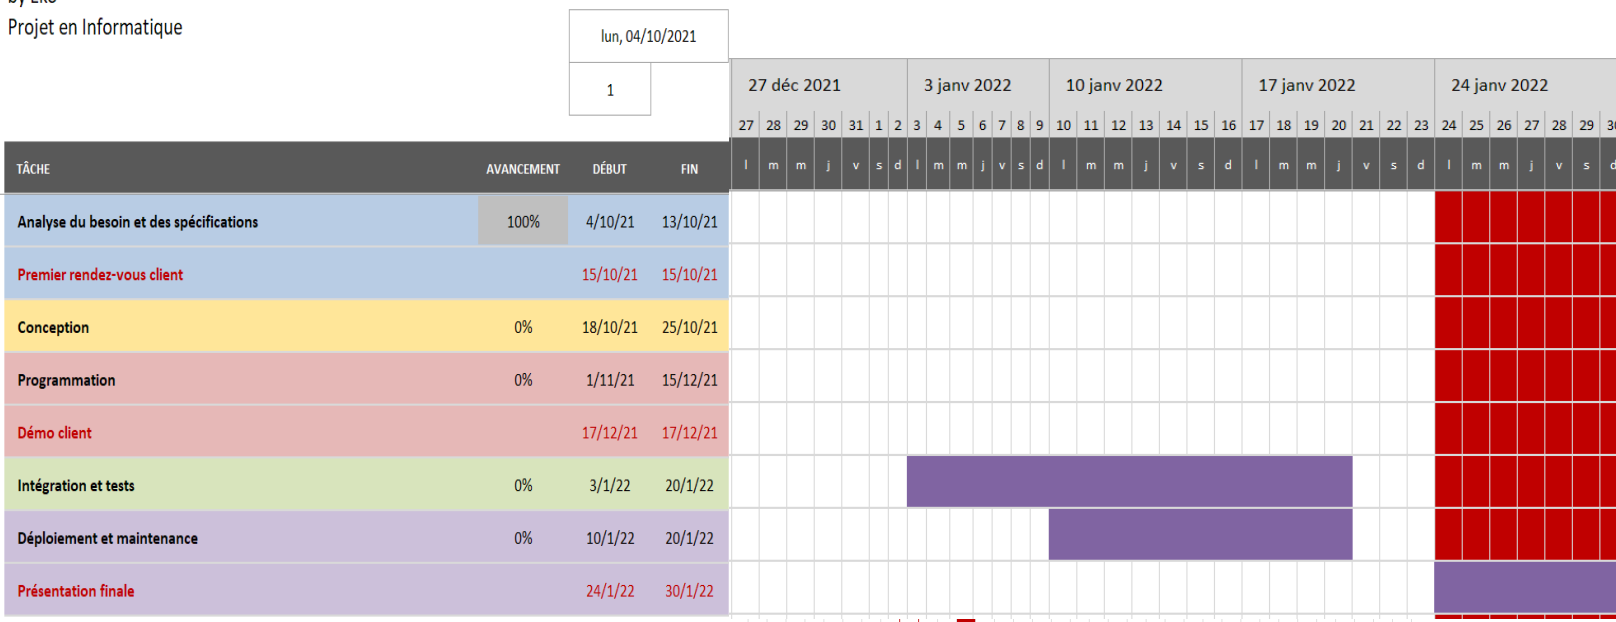 by LRS
Projet en Informatique
lun, 04/10/2021
1
27 déc 2021 3 janv 2022 10 janv 2022 17 janv 2022 24 janv 2022
27 28 29 30 31 1 2 3 4 5 6 7 8 9 10 11 12 13 14 15 16 17 18 19 20 21 22 23 24 25 26 27 28 29 30
TÂCHE AVANCEMENT DÉBUT FIN l m m j v s d l m m j v s d l m m j v s d l m m j v s d l m m j v s d
Analyse du besoin et des spécifications 100% 4/10/21 13/10/21
Premier rendez-vous client 15/10/21 15/10/21
Conception 0% 18/10/21 25/10/21
Programmation 0% 1/11/21 15/12/21
Démo client 17/12/21 17/12/21
Intégration et tests 0% 3/1/22 20/1/22
Déploiement et maintenance 0% 10/1/22 20/1/22
Présentation finale 24/1/22 30/1/22